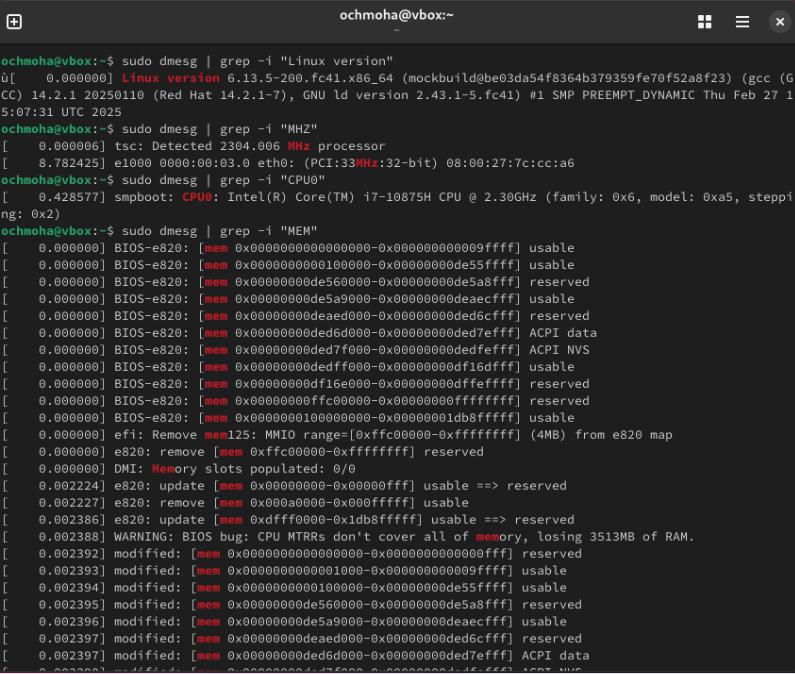 ochmoha@vbox:~
~
ochmoha@vbox:~$ sudo dmesg | grep -i "Linux version"
ù[    0.000000] Linux version 6.13.5-200.fc41.x86_64 (mockbuild@be03da54f8364b379359fe70f52a8f23) (gcc (G
CC) 14.2.1 20250110 (Red Hat 14.2.1-7), GNU ld version 2.43.1-5.fc41) #1 SMP PREEMPT_DYNAMIC Thu Feb 27 1
5:07:31 UTC 2025
ochmoha@vbox:~$ sudo dmesg | grep -i "MHZ"
[    0.000006] tsc: Detected 2304.006 MHz processor
[    8.782425] e1000 0000:00:03.0 eth0: (PCI:33MHz:32-bit) 08:00:27:7c:cc:a6
ochmoha@vbox:~$ sudo dmesg | grep -i "CPU0"
[    0.428577] smpboot: CPU0: Intel(R) Core(TM) i7-10875H CPU @ 2.30GHz (family: 0x6, model: 0xa5, steppi
ng: 0x2)
ochmoha@vbox:~$ sudo dmesg | grep -i "MEM"
[    0.000000] BIOS-e820: [mem 0x0000000000000000-0x000000000009ffff] usable
[    0.000000] BIOS-e820: [mem 0x0000000000100000-0x00000000de55ffff] usable
[    0.000000] BIOS-e820: [mem 0x00000000de560000-0x00000000de5a8fff] reserved
[    0.000000] BIOS-e820: [mem 0x00000000de5a9000-0x00000000deaecfff] usable
[    0.000000] BIOS-e820: [mem 0x00000000deaed000-0x00000000ded6cfff] reserved
[    0.000000] BIOS-e820: [mem 0x00000000ded6d000-0x00000000ded7efff] ACPI data
[    0.000000] BIOS-e820: [mem 0x00000000ded7f000-0x00000000dedfefff] ACPI NVS
[    0.000000] BIOS-e820: [mem 0x00000000dedff000-0x00000000df16dfff] usable
[    0.000000] BIOS-e820: [mem 0x00000000df16e000-0x00000000dffeffff] reserved
[    0.000000] BIOS-e820: [mem 0x00000000ffc00000-0x00000000ffffffff] reserved
[    0.000000] BIOS-e820: [mem 0x0000000100000000-0x00000001db8fffff] usable
[    0.000000] efi: Remove mem125: MMIO range=[0xffc00000-0xffffffff] (4MB) from e820 map
[    0.000000] e820: remove [mem 0xffc00000-0xffffffff] reserved
[    0.000000] DMI: Memory slots populated: 0/0
[    0.002224] e820: update [mem 0x00000000-0x00000fff] usable ==> reserved
[    0.002227] e820: remove [mem 0x000a0000-0x000fffff] usable
[    0.002386] e820: update [mem 0xdfff0000-0x1db8fffff] usable ==> reserved
[    0.002388] WARNING: BIOS bug: CPU MTRRs don't cover all of memory, losing 3513MB of RAM.
[    0.002392] modified: [mem 0x0000000000000000-0x0000000000000fff] reserved
[    0.002393] modified: [mem 0x0000000000001000-0x000000000009ffff] usable
[    0.002394] modified: [mem 0x0000000000100000-0x00000000de55ffff] usable
[    0.002395] modified: [mem 0x00000000de560000-0x00000000de5a8fff] reserved
[    0.002396] modified: [mem 0x00000000de5a9000-0x00000000deaecfff] usable
[    0.002397] modified: [mem 0x00000000deaed000-0x00000000ded6cfff] reserved
[    0.002397] modified: [mem 0x00000000ded6d000-0x00000000ded7efff] ACPI data